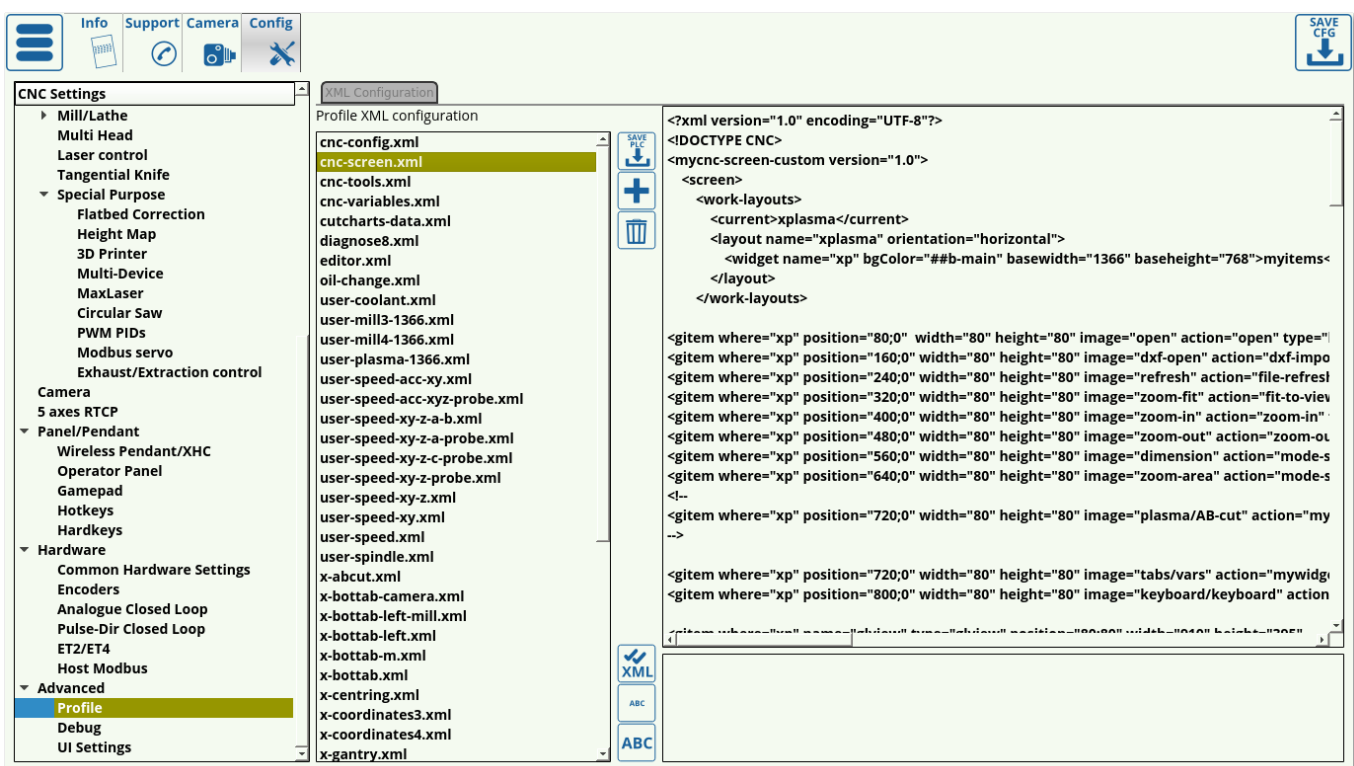 Info
Support
Camera
Config
SAVE
CFG
CNC Settings
Mill/Lathe
Multi Head
Laser control
Tangential Knife
Special Purpose
Flatbed Correction
Height Map
3D Printer
Multi-Device
MaxLaser
Circular Saw
PWM PIDs
Modbus servo
Exhaust/Extraction control
Camera
5 axes RTCP
Panel/Pendant
Wireless Pendant/XHC
Operator Panel
Gamepad
Hotkeys
Hardkeys
Hardware
Common Hardware Settings
Encoders
Analogue Closed Loop
Pulse-Dir Closed Loop
ET2/ET4
Host Modbus
Advanced
Profile
Debug
UI Settings
XML Configuration
Profile XML configuration
cnc-config.xml
cnc-screen.xml
cnc-tools.xml
cnc-variables.xml
cutcharts-data.xml
diagnose8.xml
editor.xml
oil-change.xml
user-coolant.xml
user-mill3-1366.xml
user-mill4-1366.xml
user-plasma-1366.xml
user-speed-acc-xy.xml
user-speed-acc-xyz-probe.xml
user-speed-xy-z-a-b.xml
user-speed-xy-z-a-probe.xml
user-speed-xy-z-c-probe.xml
user-speed-xy-z-probe.xml
user-speed-xy-z.xml
user-speed-xy.xml
user-speed.xml
user-spindle.xml
x-abcut.xml
x-bottab-camera.xml
x-bottab-left-mill.xml
x-bottab-left.xml
x-bottab-m.xml
x-bottab.xml
x-centring.xml
x-coordinates3.xml
x-coordinates4.xml
x-gantry.xml
SAVE
PLC
XML
ABC
ABC
<?xml version="1.0" encoding="UTF-8"?>
<!DOCTYPE CNC>
<mycnc-screen-custom version="1.0">
<screen>
<work-layouts>
<current>xplasma</current>
<layout name="xplasma" orientation="horizontal">
<widget name="xp" bgColor="##b-main" basewidth="1366" baseheight="768">myitems<
</layout>
</work-layouts>
<gitem where="xp" position="80;0" width="80" height="80" image="open" action="open" type="
<gitem where="xp" position="160;0" width="80" height="80" image="dxf-open" action="dxf-impo
<gitem where="xp" position="240;0" width="80" height="80" image="refresh" action="file-refresh
<gitem where="xp" position="320;0" width="80" height="80" image="zoom-fit" action="fit-to-view
<gitem where="xp" position="400;0" width="80" height="80" image="zoom-in" action="zoom-in"
<gitem where="xp" position="480;0" width="80" height="80" image="zoom-out" action="zoom-ou
<gitem where="xp" position="560;0" width="80" height="80" image="dimension" action="mode-s
<gitem where="xp" position="640;0" width="80" height="80" image="zoom-area" action="mode-s
<!--
<gitem where="xp" position="720;0" width="80" height="80" image="plasma/AB-cut" action="my
-->
<gitem where="xp" position="720;0" width="80" height="80" image="tabs/vars" action="mywidg
<gitem where="xp" position="800;0" width="80" height="80" image="keyboard/keyboard" action
<gitem where="xp" name="glview" type="glview" position="80;80" width="910" height="395"